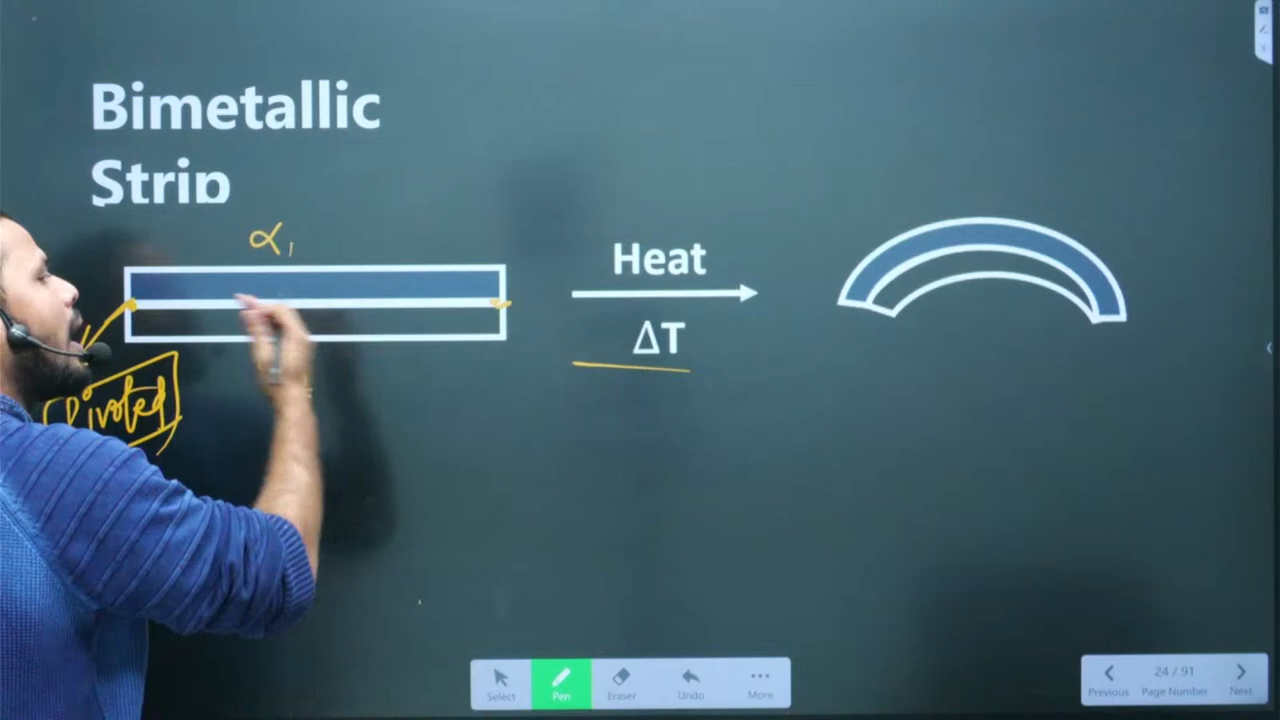 Bimetallic
Strip
α₁
Heat
ΔT
Pivoted
Select
Pen
Eraser
Undo
More
Previous
24 / 91
Page Number
Next